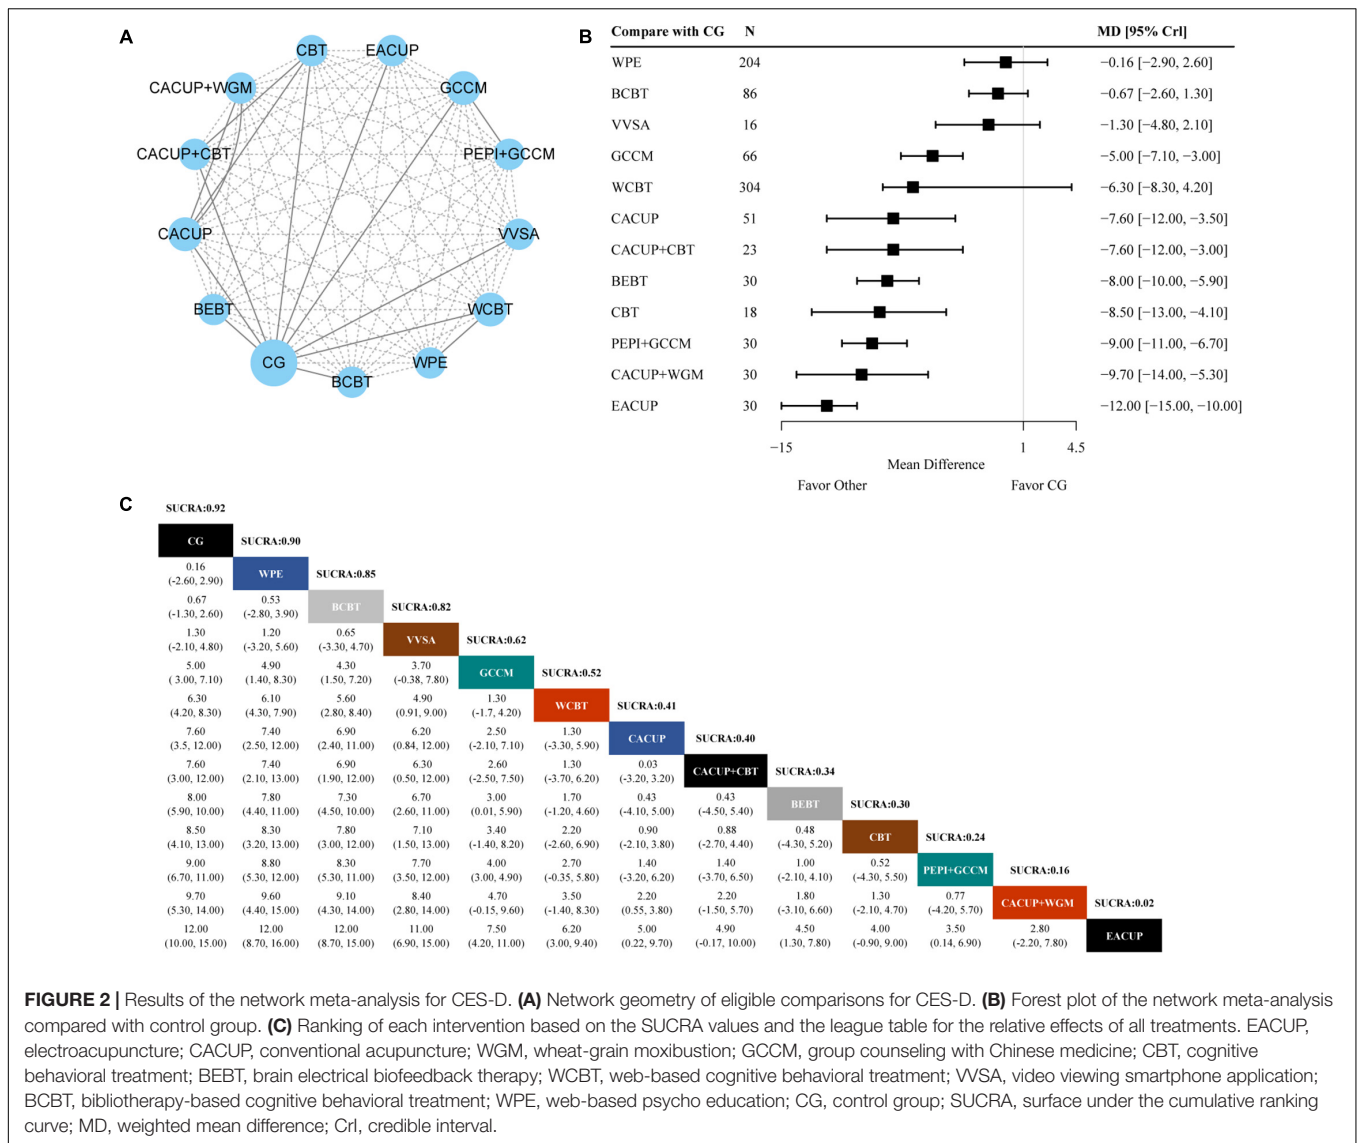 A
CBT
EACUP
CACUP+WGM
GCCM
CACUP+CBT
PEPI+GCCM
CACUP
VVSA
BEBT
WCBT
CG
WPE
BCBT
B
Compare with CG N MD [95% CrI]
WPE 204 −0.16 [−2.90, 2.60]
BCBT 86 −0.67 [−2.60, 1.30]
VVSA 16 −1.30 [−4.80, 2.10]
GCCM 66 −5.00 [−7.10, −3.00]
WCBT 304 −6.30 [−8.30, 4.20]
CACUP 51 −7.60 [−12.00, −3.50]
CACUP+CBT 23 −7.60 [−12.00, −3.00]
BEBT 30 −8.00 [−10.00, −5.90]
CBT 18 −8.50 [−13.00, −4.10]
PEPI+GCCM 30 −9.00 [−11.00, −6.70]
CACUP+WGM 30 −9.70 [−14.00, −5.30]
EACUP 30 −12.00 [−15.00, −10.00]
−15 1 4.5
Mean Difference
Favor Other Favor CG
C
SUCRA:0.92
CG SUCRA:0.90
0.16 WPE SUCRA:0.85
(-2.60, 2.90)
0.67 0.53 BCBT SUCRA:0.82
(-1.30, 2.60) (-2.80, 3.90)
1.30 1.20 0.65 VVSA SUCRA:0.62
(-2.10, 4.80) (-3.20, 5.60) (-3.30, 4.70)
5.00 4.90 4.30 3.70 GCCM SUCRA:0.52
( 3.00, 7.10) (1.40, 8.30) (1.50, 7.20) (-0.38, 7.80)
6.30 6.10 5.60 4.90 1.30 WCBT SUCRA:0.41
(4.20, 8.30) (4.30, 7.90) (2.80, 8.40) (0.91, 9.00) (-1.7, 4.20)
7.60 7.40 6.90 6.20 2.50 1.30 CACUP SUCRA:0.40
(3.5, 12.00) (2.50, 12.00) (2.40, 11.00) (0.84, 12.00) (-2.10, 7.10) (-3.30, 5.90)
7.60 7.40 6.90 6.30 2.60 1.30 0.03 CACUP+CBT SUCRA:0.34
(3.00, 12.00) (2.10, 13.00) (1.90, 12.00) (0.50, 12.00) (-2.50, 7.50) (-3.70, 6.20) (-3.20, 3.20)
8.00 7.80 7.30 6.70 3.00 1.70 0.43 0.43 BEBT SUCRA:0.30
(5.90, 10.00) (4.40, 11.00) (4.50, 10.00) (2.60, 11.00) (0.01, 5.90) (-1.20, 4.60) (-4.10, 5.00) (-4.50, 5.40)
8.50 8.30 7.80 7.10 3.40 2.20 0.90 0.88 0.48 CBT SUCRA:0.24
(4.10, 13.00) (3.20, 13.00) (3.00, 12.00) (1.50, 13.00) (-1.40, 8.20) (-2.60, 6.90) (-2.10, 3.80) (-2.70, 4.40) (-4.30, 5.20)
9.00 8.80 8.30 7.70 4.00 2.70 1.40 1.40 1.00 0.52 PEPI+GCCM SUCRA:0.16
(6.70, 11.00) (5.30, 12.00) (5.30, 11.00) (3.50, 12.00) (3.00, 4.90) (-0.35, 5.80) (-3.20, 6.20) (-3.70, 6.50) (-2.10, 4.10) (-4.30, 5.50)
9.70 9.60 9.10 8.40 4.70 3.50 2.20 2.20 1.80 1.30 0.77 CACUP+WGM SUCRA:0.02
(5.30, 14.00) (4.40, 15.00) (4.30, 14.00) (2.80, 14.00) (-0.15, 9.60) (-1.40, 8.30) (0.55, 3.80) (-1.50, 5.70) (-3.10, 6.60) (-2.10, 4.70) (-4.20, 5.70)
12.00 12.00 12.00 11.00 7.50 6.20 5.00 4.90 4.50 4.00 3.50 2.80 EACUP
(10.00, 15.00) (8.70, 16.00) (8.70, 15.00) (6.90, 15.00) (4.20, 11.00) (3.00, 9.40) (0.22, 9.70) (-0.17, 10.00) (1.30, 7.80) (-0.90, 9.00) (0.14, 6.90) (-2.20, 7.80)
FIGURE 2 | Results of the network meta-analysis for CES-D. (A) Network geometry of eligible comparisons for CES-D. (B) Forest plot of the network meta-analysis
compared with control group. (C) Ranking of each intervention based on the SUCRA values and the league table for the relative effects of all treatments. EACUP,
electroacupuncture; CACUP, conventional acupuncture; WGM, wheat-grain moxibustion; GCCM, group counseling with Chinese medicine; CBT, cognitive
behavioral treatment; BEBT, brain electrical biofeedback therapy; WCBT, web-based cognitive behavioral treatment; VVSA, video viewing smartphone application;
BCBT, bibliotherapy-based cognitive behavioral treatment; WPE, web-based psycho education; CG, control group; SUCRA, surface under the cumulative ranking
curve; MD, weighted mean difference; CrI, credible interval.